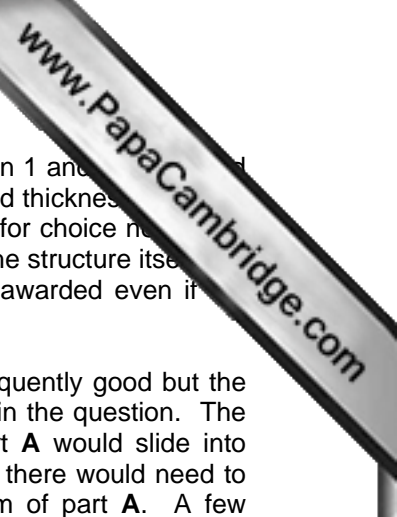 www.PapaCambridge.com
n 1 and
d thickness
for choice
he structure itse
awarded even if
quently good but the
in the question. The
t A would slide into
there would need to
m of part A. A few